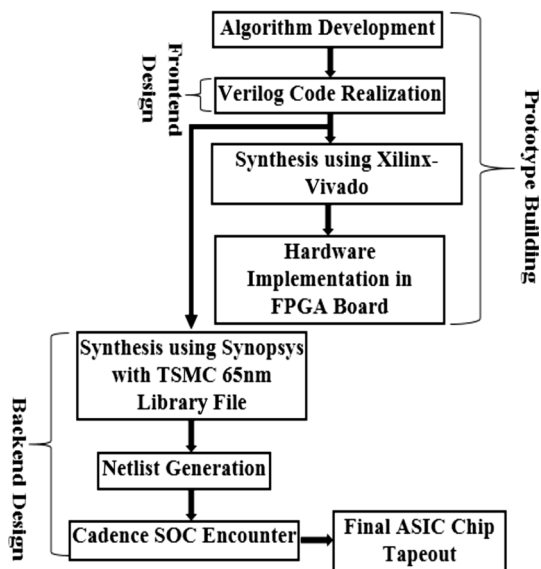 Algorithm Development
Frontend
Design
Verilog Code Realization
Prototype Building
Synthesis using Xilinx-
Vivado
Hardware
Implementation in
FPGA Board
Synthesis using Synopsys
with TSMC 65nm
Library File
Backend Design
Netlist Generation
Cadence SOC Encounter
Final ASIC Chip
Tapeout